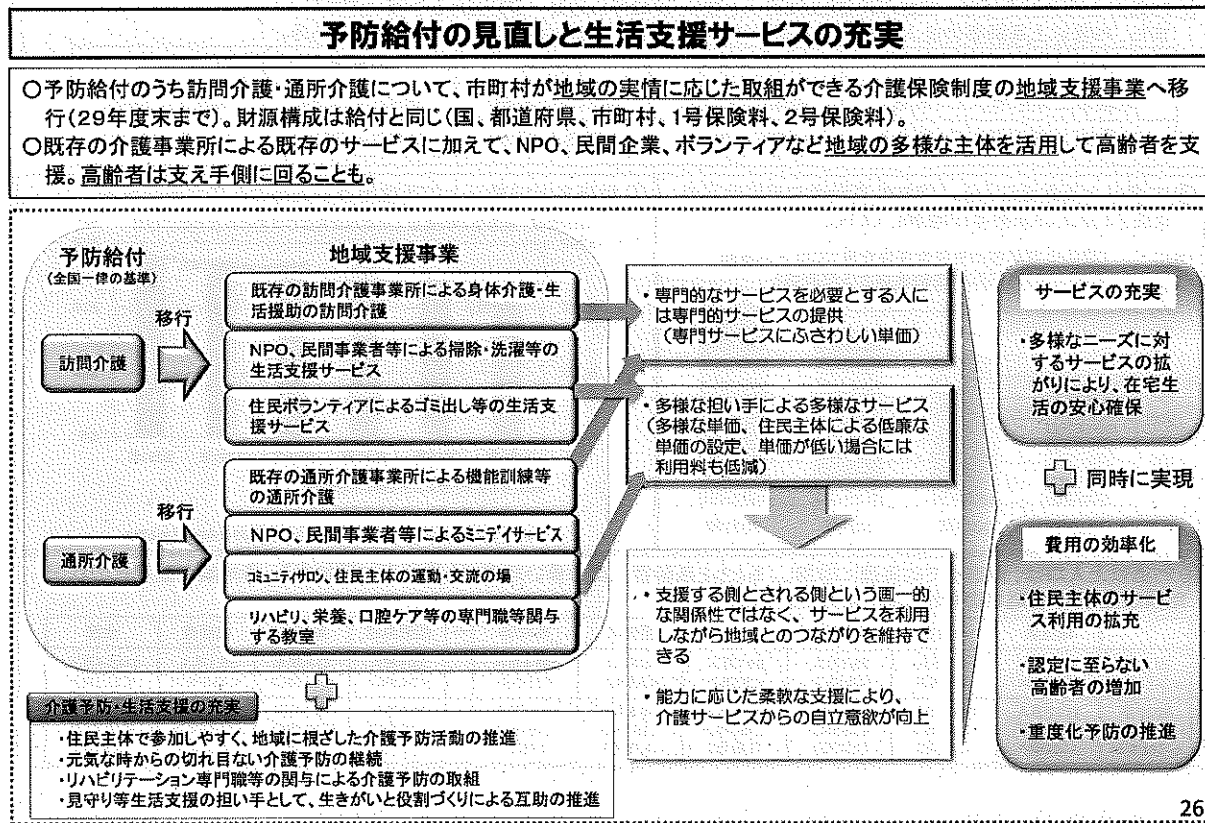 予防給付の見直しと生活支援サービスの充実
○予防給付のうち訪問介護・通所介護について、市町村が地域の実情に応じた取組ができる介護保険制度の地域支援事業へ移
行(29年度末まで)。財源構成は給付と同じ(国、都道府県、市町村、1号保険料、2号保険料)。
○既存の介護事業所による既存のサービスに加えて、NPO、民間企業、ボランティアなど地域の多様な主体を活用して高齢者を支
援。高齢者は支え手側に回ることも。
予防給付
(全国一律の基準)
地域支援事業
移行
訪問介護
既存の訪問介護事業所による身体介護・生
活援助の訪問介護
NPO、民間事業者等による掃除・洗濯等の
生活支援サービス
住民ボランティアによるゴミ出し等の生活支
援サービス
移行
通所介護
既存の通所介護事業所による機能訓練等
の通所介護
NPO、民間事業者等によるミニデイサービス
コミュニティサロン、住民主体の運動・交流の場
リハビリ、栄養、口腔ケア等の専門職等関与
する教室
・専門的なサービスを必要とする人に
は専門的サービスの提供
(専門サービスにふさわしい単価)
・多様な担い手による多様なサービス
(多様な単価、住民主体による低廉な
単価の設定、単価が低い場合には
利用料も低減)
・支援する側とされる側という画一的
な関係性ではなく、サービスを利用
しながら地域とのつながりを維持で
きる
・能力に応じた柔軟な支援により、
介護サービスからの自立意欲が向上
サービスの充実
・多様なニーズに対
するサービスの拡
がりにより、在宅生
活の安心確保
同時に実現
費用の効率化
・住民主体のサービ
ス利用の拡充
・認定に至らない
高齢者の増加
・重度化予防の推進
介護予防・生活支援の充実
・住民主体で参加しやすく、地域に根ざした介護予防活動の推進
・元気な時からの切れ目ない介護予防の継続
・リハビリテーション専門職等の関与による介護予防の取組
・見守り等生活支援の担い手として、生きがいと役割づくりによる互助の推進
26